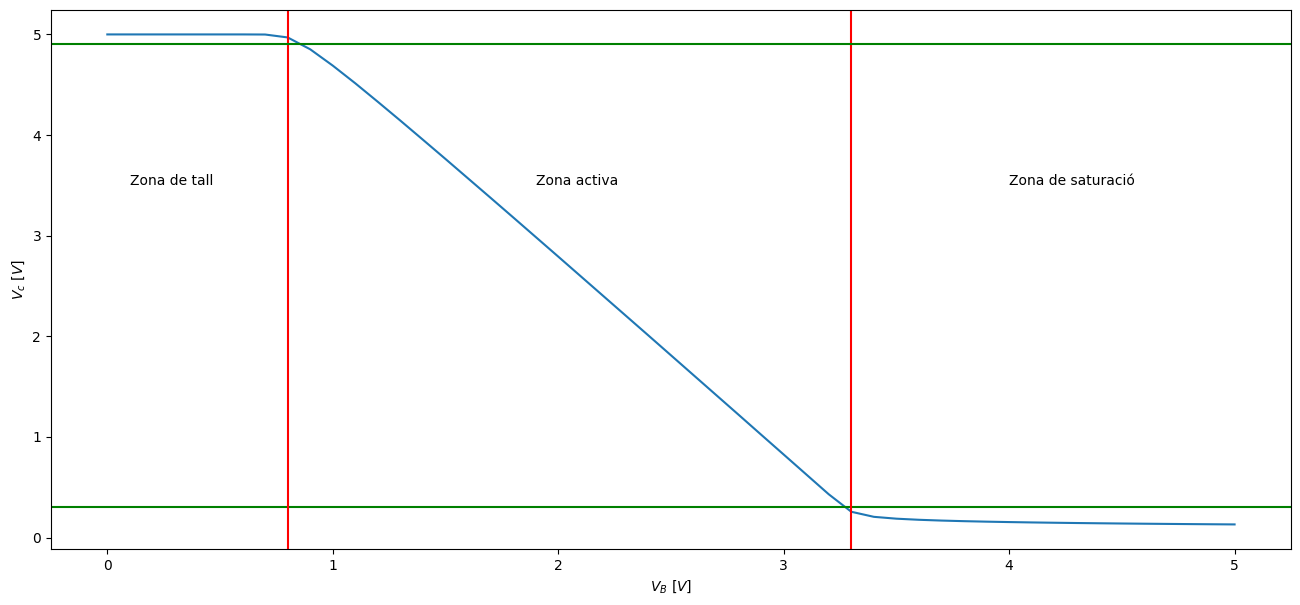 5
4
3
2
1
0
V_c [V]
Zona de tall
Zona activa
Zona de saturació
0
1
2
3
4
5
V_B [V]